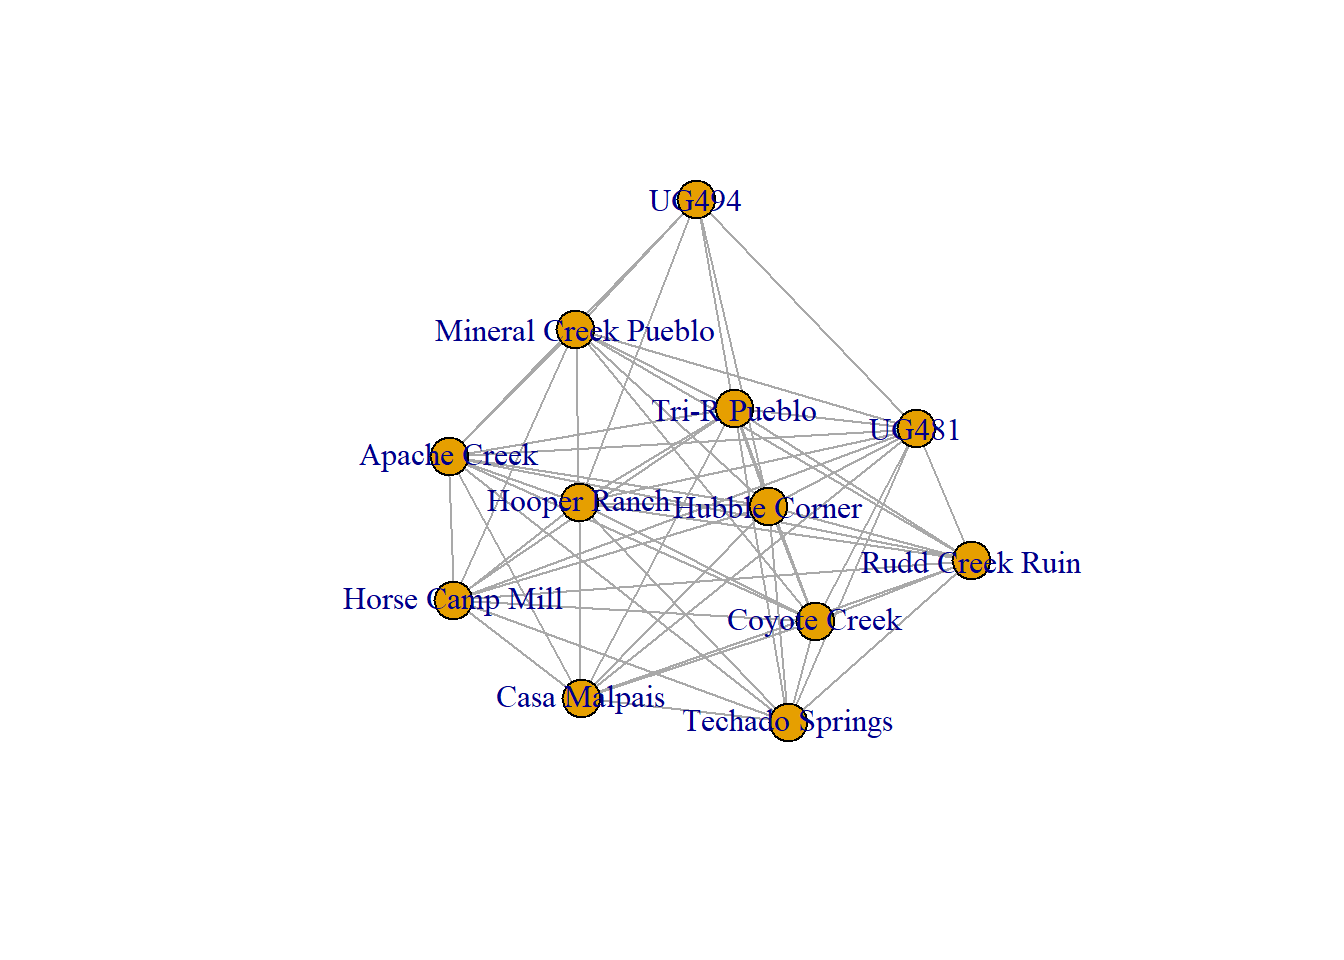 UG494
Mineral Creek Pueblo
Tri-R Pueblo
UG481
Apache Creek
Hooper Ranch
Hubble Corner
Rudd Creek Ruin
Horse Camp Mill
Coyote Creek
Casa Malpais
Techado Springs